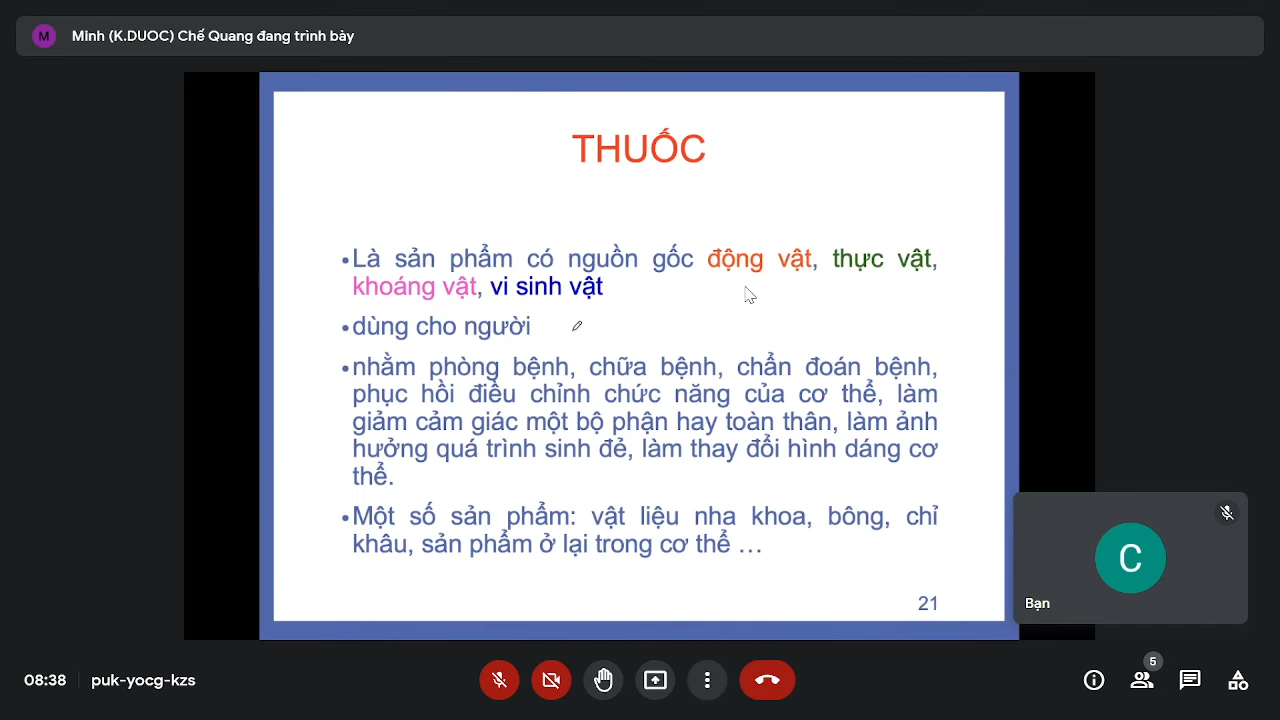 M
Minh (K.DUOC) Chế Quang đang trình bày
THUỐC
•Là sản phẩm có nguồn gốc động vật, thực vật,
khoáng vật, vi sinh vật
•dùng cho người
•nhằm phòng bệnh, chữa bệnh, chẩn đoán bệnh,
phục hồi điều chỉnh chức năng của cơ thể, làm
giảm cảm giác một bộ phận hay toàn thân, làm ảnh
hưởng quá trình sinh đẻ, làm thay đổi hình dáng cơ
thể.
•Một số sản phẩm: vật liệu nha khoa, bông, chỉ
khâu, sản phẩm ở lại trong cơ thể ...
21
C
Bạn
08:38 | puk-yocg-kzs
5